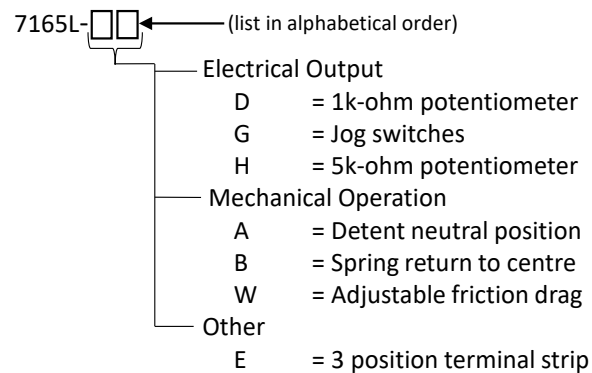 7165L-□□ (list in alphabetical order)
Electrical Output
D = 1k-ohm potentiometer
G = Jog switches
H = 5k-ohm potentiometer
Mechanical Operation
A = Detent neutral position
B = Spring return to centre
W = Adjustable friction drag
Other
E = 3 position terminal strip